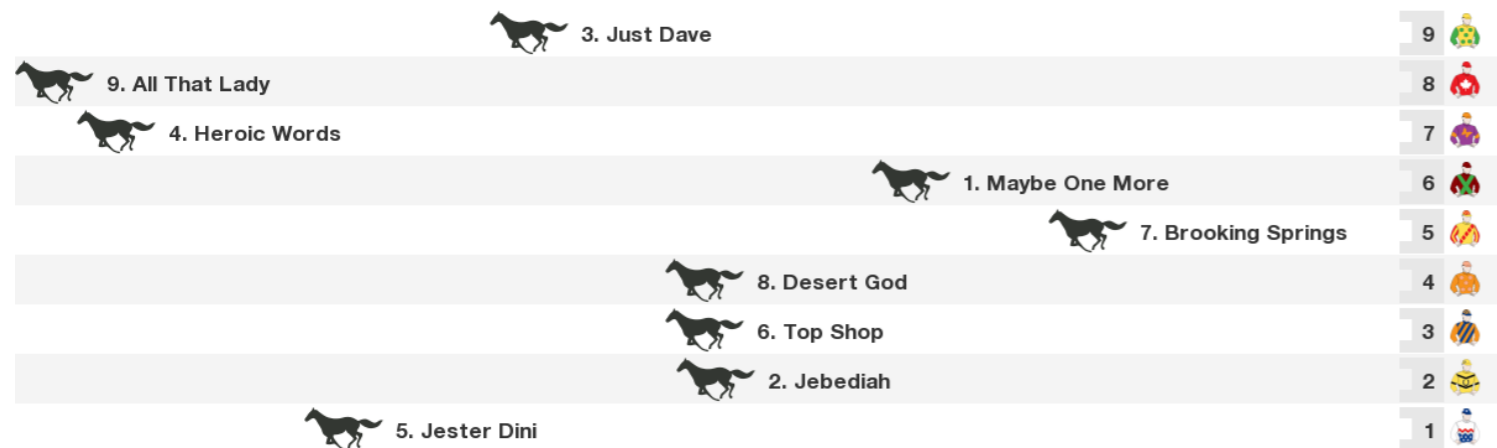 3. Just Dave 9
9. All That Lady 8
4. Heroic Words 7
1. Maybe One More 6
7. Brooking Springs 5
8. Desert God 4
6. Top Shop 3
2. Jebediah 2
5. Jester Dini 1